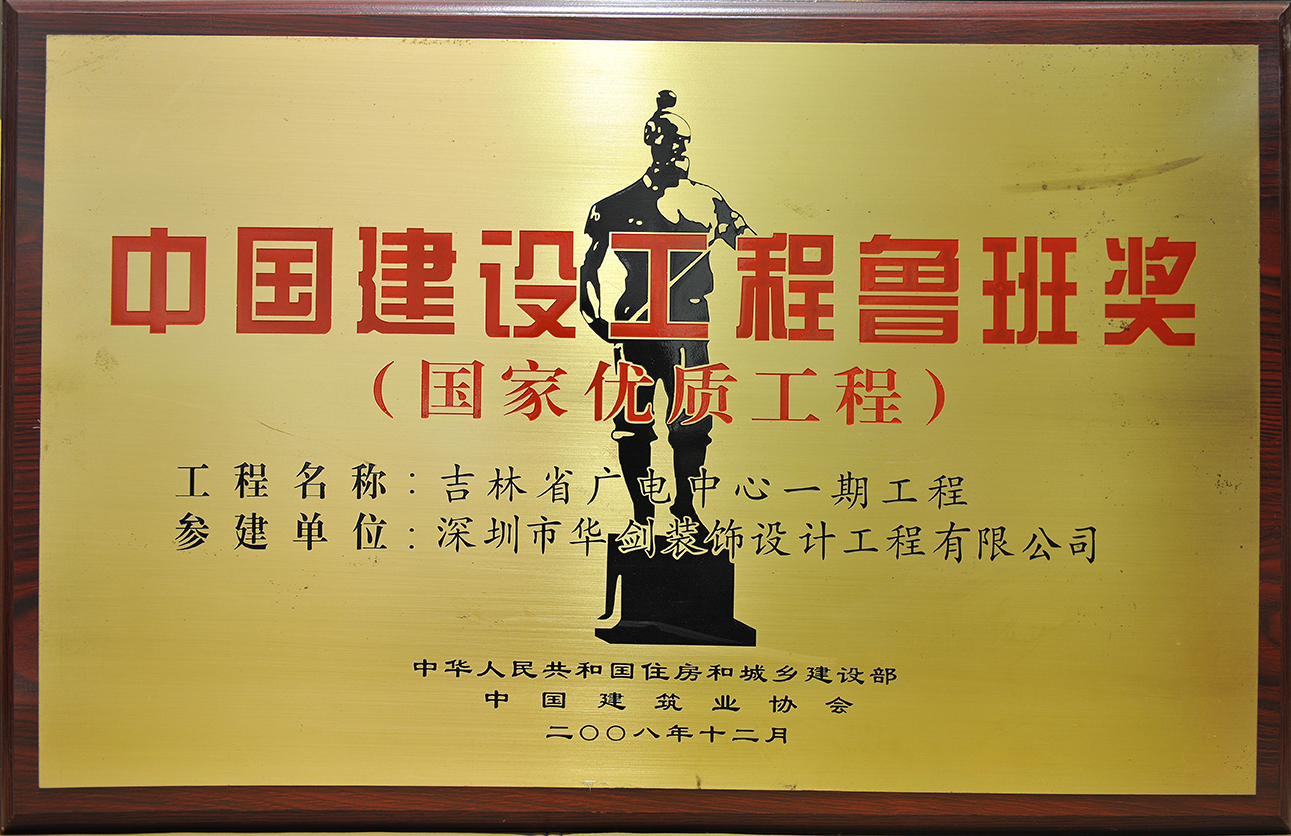 中国建设工程鲁班奖
（国家优质工程）
工程名称：吉林省广电中心一期工程
参建单位：深圳市华剑装饰设计工程有限公司
中华人民共和国住房和城乡建设部
中国建筑业协会
二〇〇八年十二月